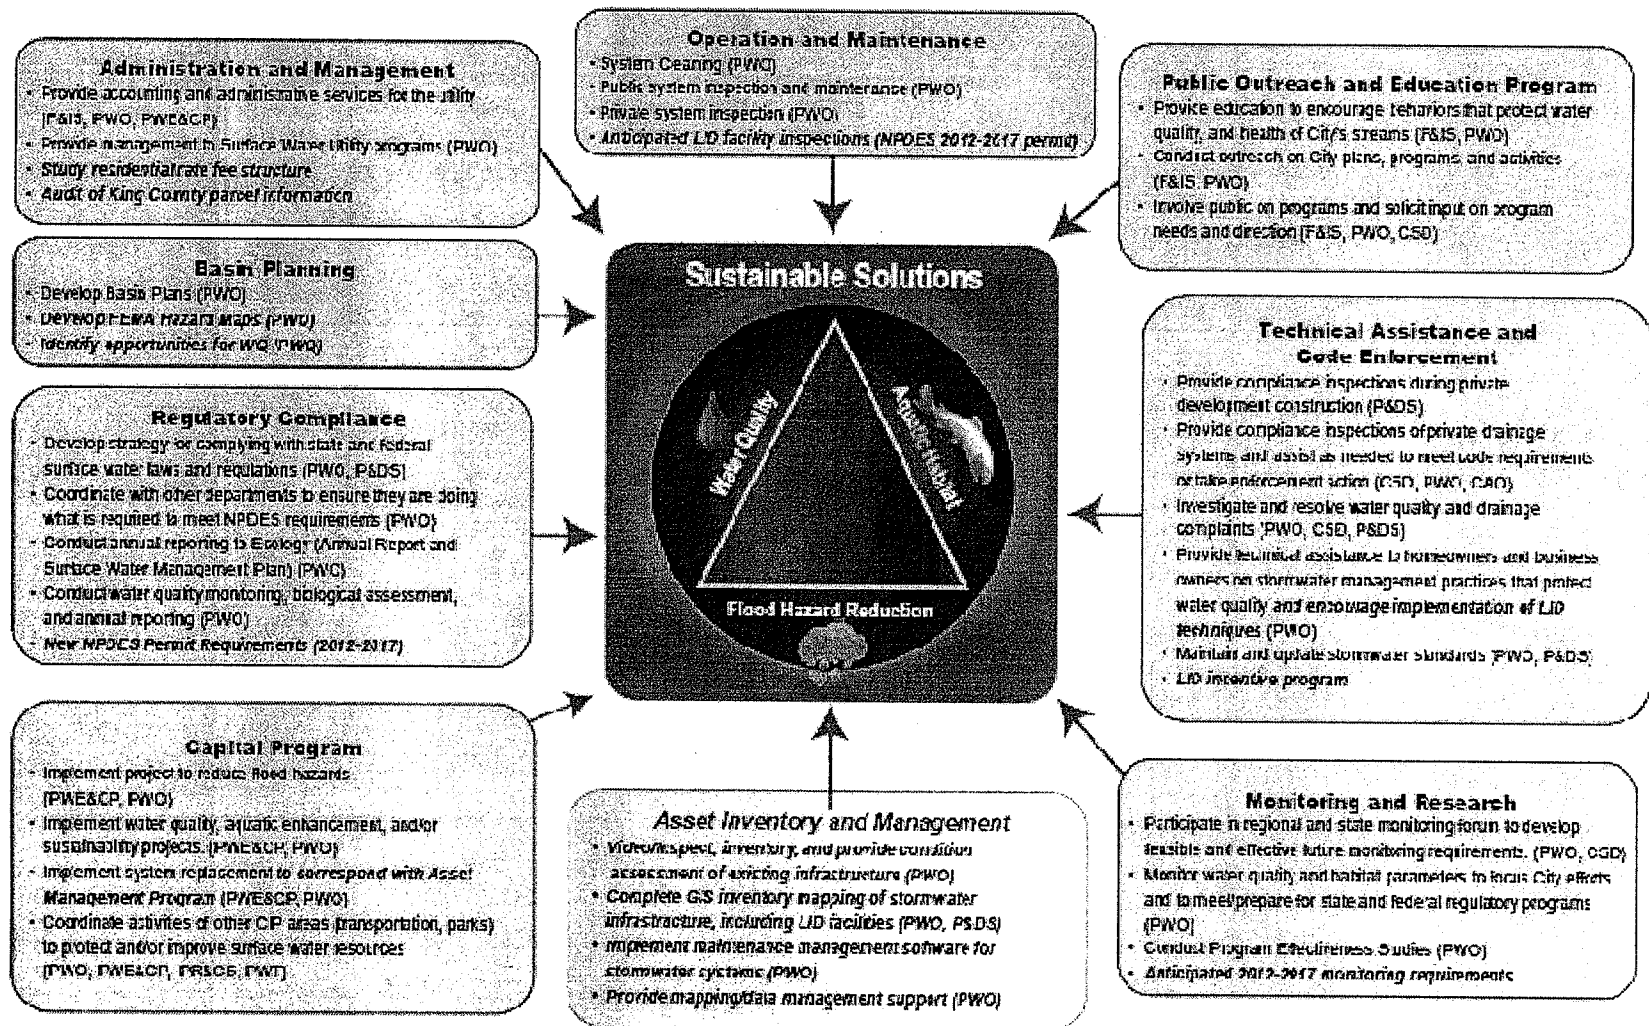 Administration and Management
• Provide accounting and administrative services for the utility
(F&IS, PWO, PWE&CP)
• Provide management to Surface Water Utility programs (PWO)
• Study residential rate fee structure
• Audit of King County parcel information
Operation and Maintenance
• System Cleaning (PWO)
• Public system inspection and maintenance (PWO)
• Private system inspection (PWO)
• Anticipated LID facility inspections (NPDES 2012-2017 permit)
Public Outreach and Education Program
• Provide education to encourage behaviors that protect water
quality, and health of City's streams (F&IS, PWO)
• Conduct outreach on City plans, programs, and activities
(F&IS, PWO)
• Involve public on programs and solicit input on program
needs and direction (F&IS, PWO, CSD)
Basin Planning
• Develop Basin Plans (PWO)
• Develop FEMA Hazard Maps (PWO)
• Identify opportunities for WQ (PWO)
Sustainable Solutions
Water Quality
Aquatic Habitat
Flood Hazard Reduction
Technical Assistance and
Code Enforcement
• Provide compliance inspections during private
development construction (P&DS)
• Provide compliance inspections of private drainage
systems and assist as needed to meet code requirements
or take enforcement action (CSD, PWO, CAO)
• Investigate and resolve water quality and drainage
complaints (PWO, CSD, P&DS)
• Provide technical assistance to homeowners and business
owners on stormwater management practices that protect
water quality and encourage implementation of LID
techniques (PWO)
• Maintain and update stormwater standards (PWO, P&DS)
• LID incentive program
Regulatory Compliance
• Develop strategy for complying with state and federal
surface water laws and regulations (PWO, P&DS)
• Coordinate with other departments to ensure they are doing
what is required to meet NPDES requirements (PWO)
• Conduct annual reporting to Ecology (Annual Report and
Surface Water Management Plan) (PWO)
• Conduct water quality monitoring, biological assessment,
and annual reporting (PWO)
• New NPDES Permit Requirements (2012-2017)
Capital Program
• Implement project to reduce flood hazards
(PWE&CP, PWO)
• Implement water quality, aquatic enhancement, and/or
sustainability projects. (PWE&CP, PWO)
• Implement system replacement to correspond with Asset
Management Program (PWE&CP, PWO)
• Coordinate activities of other CIP areas (transportation, parks)
to protect and/or improve surface water resources
(PWO, PWE&CP, PR&CS, PWT)
Asset Inventory and Management
• Video inspect, inventory, and provide condition
assessment of existing infrastructure (PWO)
• Complete GIS inventory mapping of stormwater
infrastructure, including LID facilities (PWO, P&DS)
• Implement maintenance management software for
stormwater systems (PWO)
• Provide mapping/data management support (PWO)
Monitoring and Research
• Participate in regional and state monitoring forum to develop
feasible and effective future monitoring requirements. (PWO, CSD)
• Monitor water quality and habitat parameters to focus City efforts
and to meet/prepare for state and federal regulatory programs
(PWO)
• Conduct Program Effectiveness Studies (PWO)
• Anticipated 2012-2017 monitoring requirements